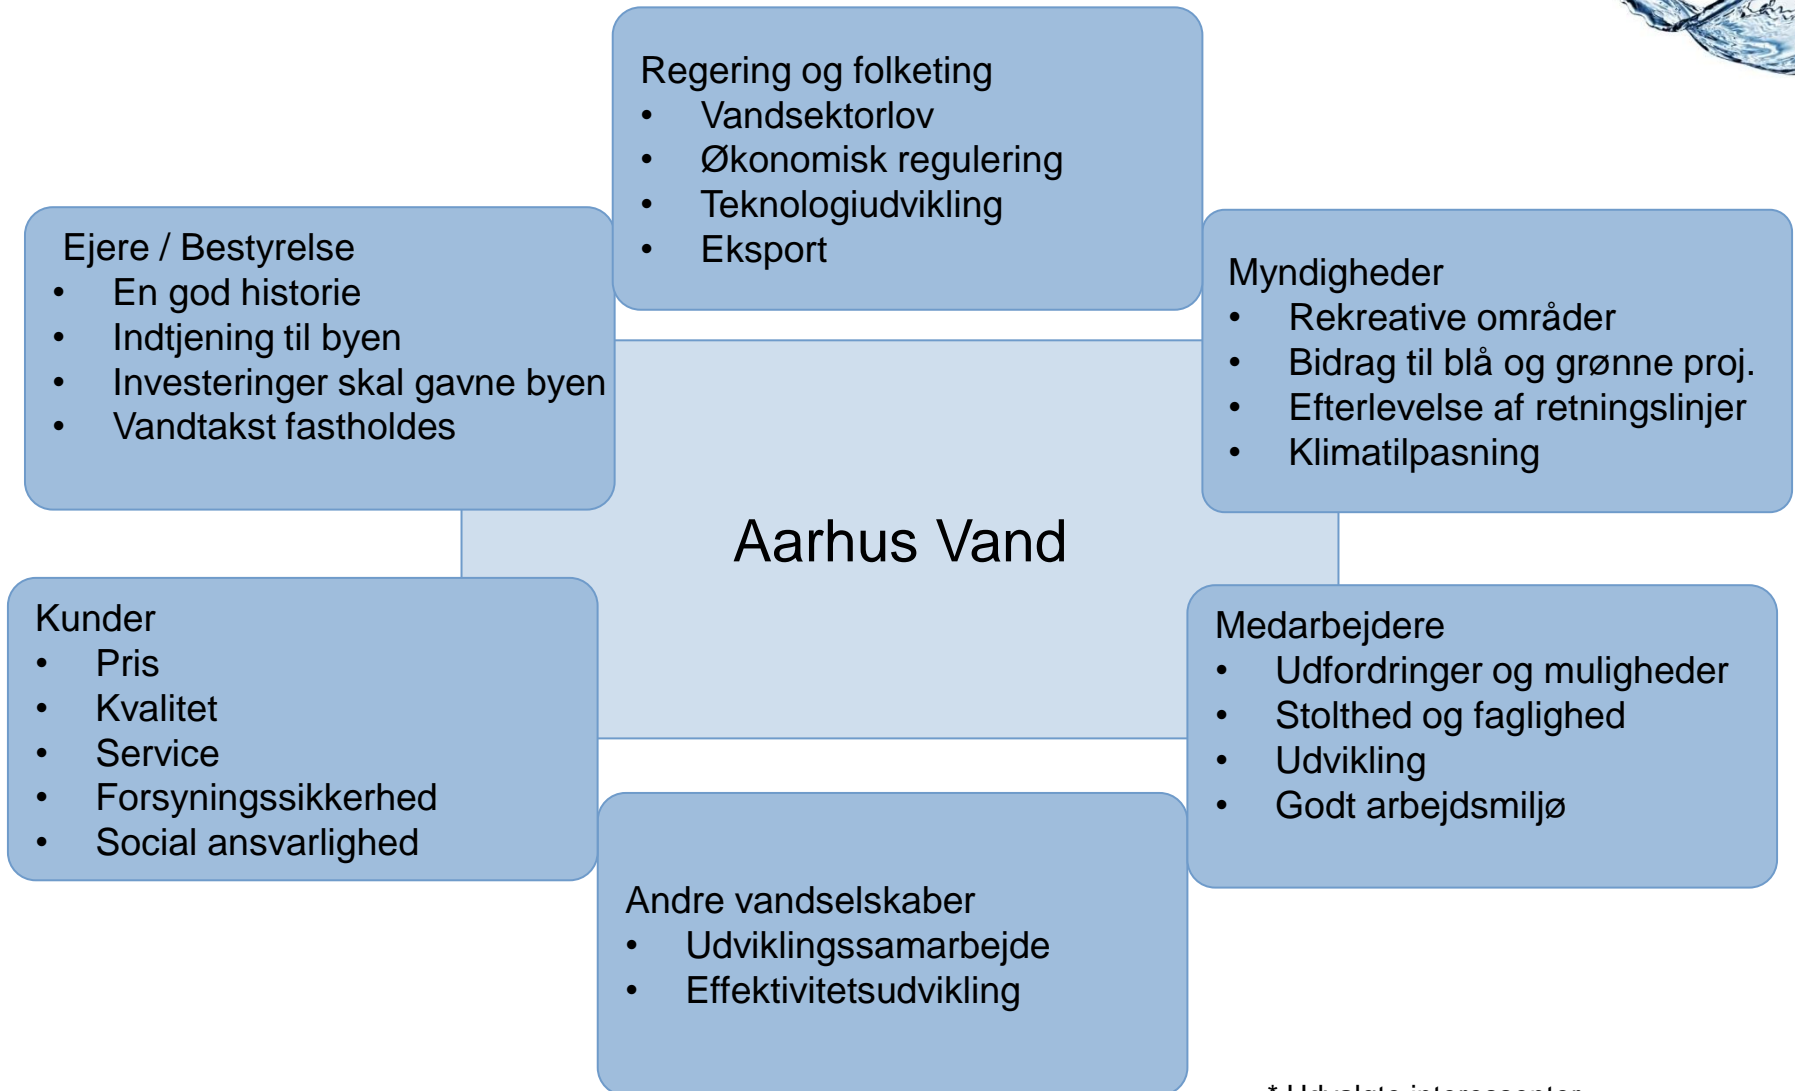 Regering og folketing
• Vandsektorlov
• Økonomisk regulering
• Teknologiudvikling
• Eksport
Ejere / Bestyrelse
• En god historie
• Indtjening til byen
• Investeringer skal gavne byen
• Vandtakst fastholdes
Myndigheder
• Rekreative områder
• Bidrag til blå og grønne proj.
• Efterlevelse af retningslinjer
• Klimatilpasning
Aarhus Vand
Kunder
• Pris
• Kvalitet
• Service
• Forsyningssikkerhed
• Social ansvarlighed
Medarbejdere
• Udfordringer og muligheder
• Stolthed og faglighed
• Udvikling
• Godt arbejdsmiljø
Andre vandselskaber
• Udviklingssamarbejde
• Effektivitetsudvikling
* Udvalgte interessenter